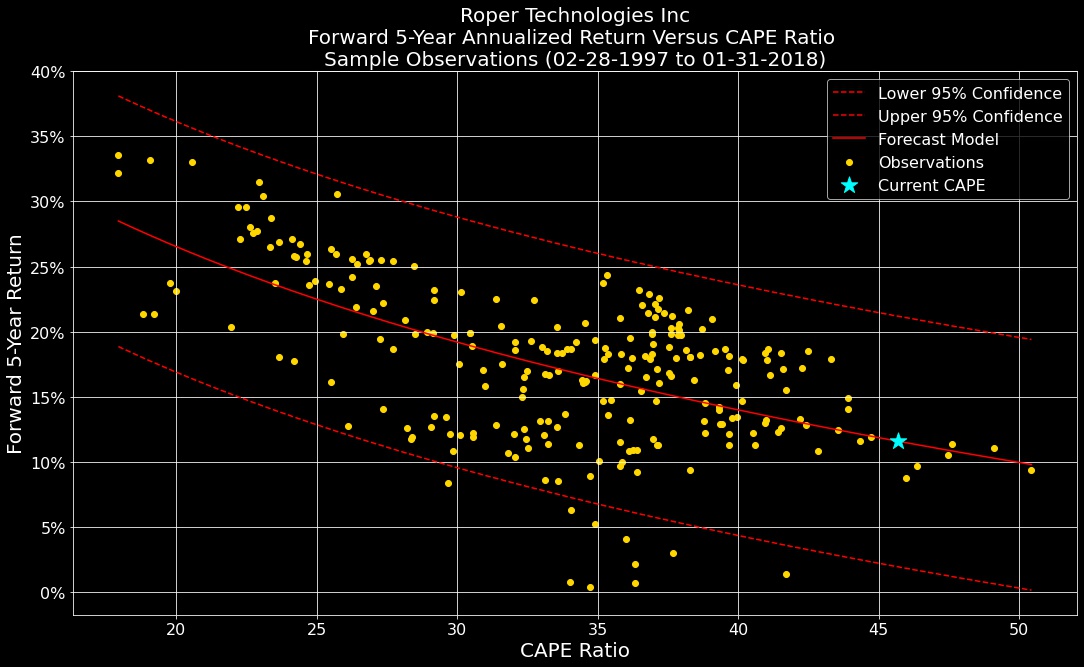 Roper Technologies Inc
Forward 5-Year Annualized Return Versus CAPE Ratio
Sample Observations (02-28-1997 to 01-31-2018)
Lower 95% Confidence
Upper 95% Confidence
Forecast Model
Observations
Current CAPE
Forward 5-Year Return
40%
35%
30%
25%
20%
15%
10%
5%
0%
20 25 30 35 40 45 50
CAPE Ratio